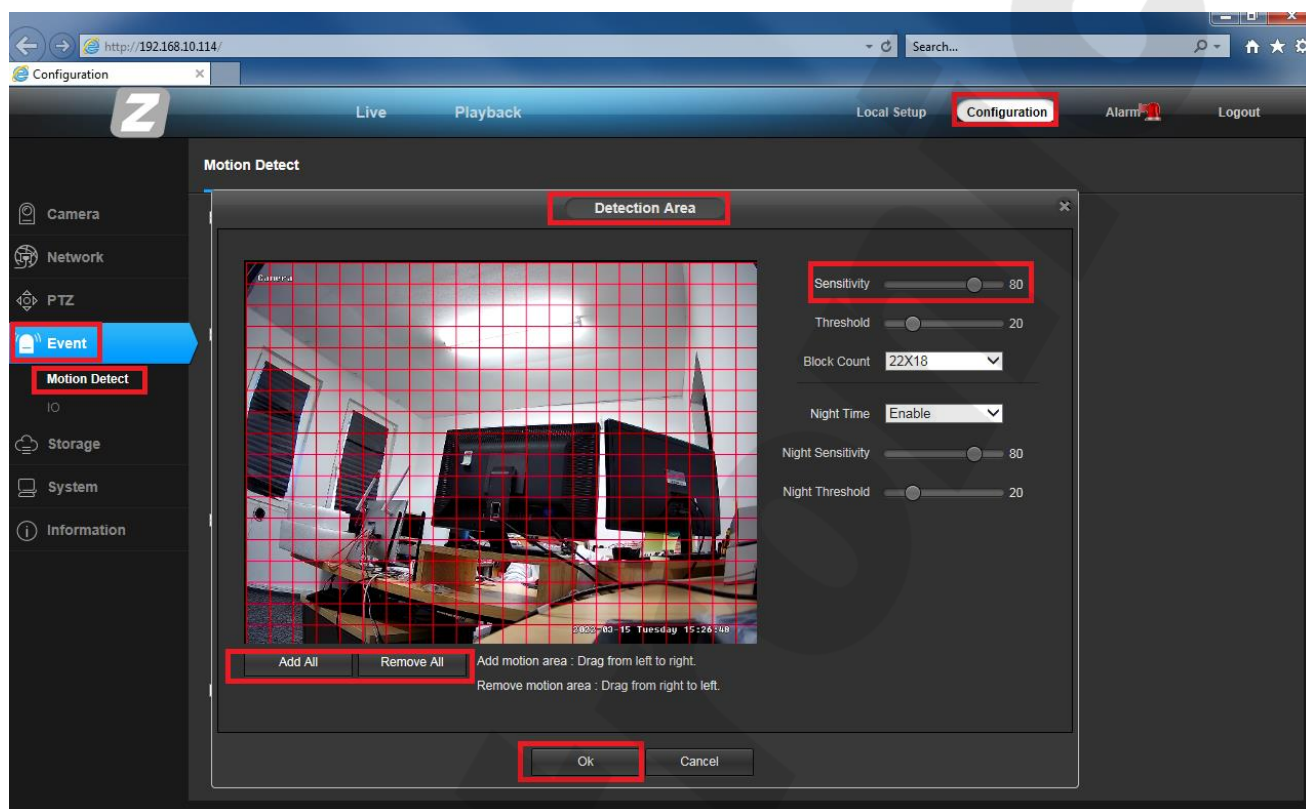 http://192.168.10.114/
Search...
Configuration
Z
Live Playback Local Setup Configuration Alarm Logout
Motion Detect
Detection Area
Camera
Network
PTZ
Event
Motion Detect
IO
Storage
System
Information
Camera
2022-03-15 Tuesday 15:26:48
Sensitivity 80
Threshold 20
Block Count 22X18
Night Time Enable
Night Sensitivity 80
Night Threshold 20
Add All Remove All
Add motion area : Drag from left to right.
Remove motion area : Drag from right to left.
Ok Cancel